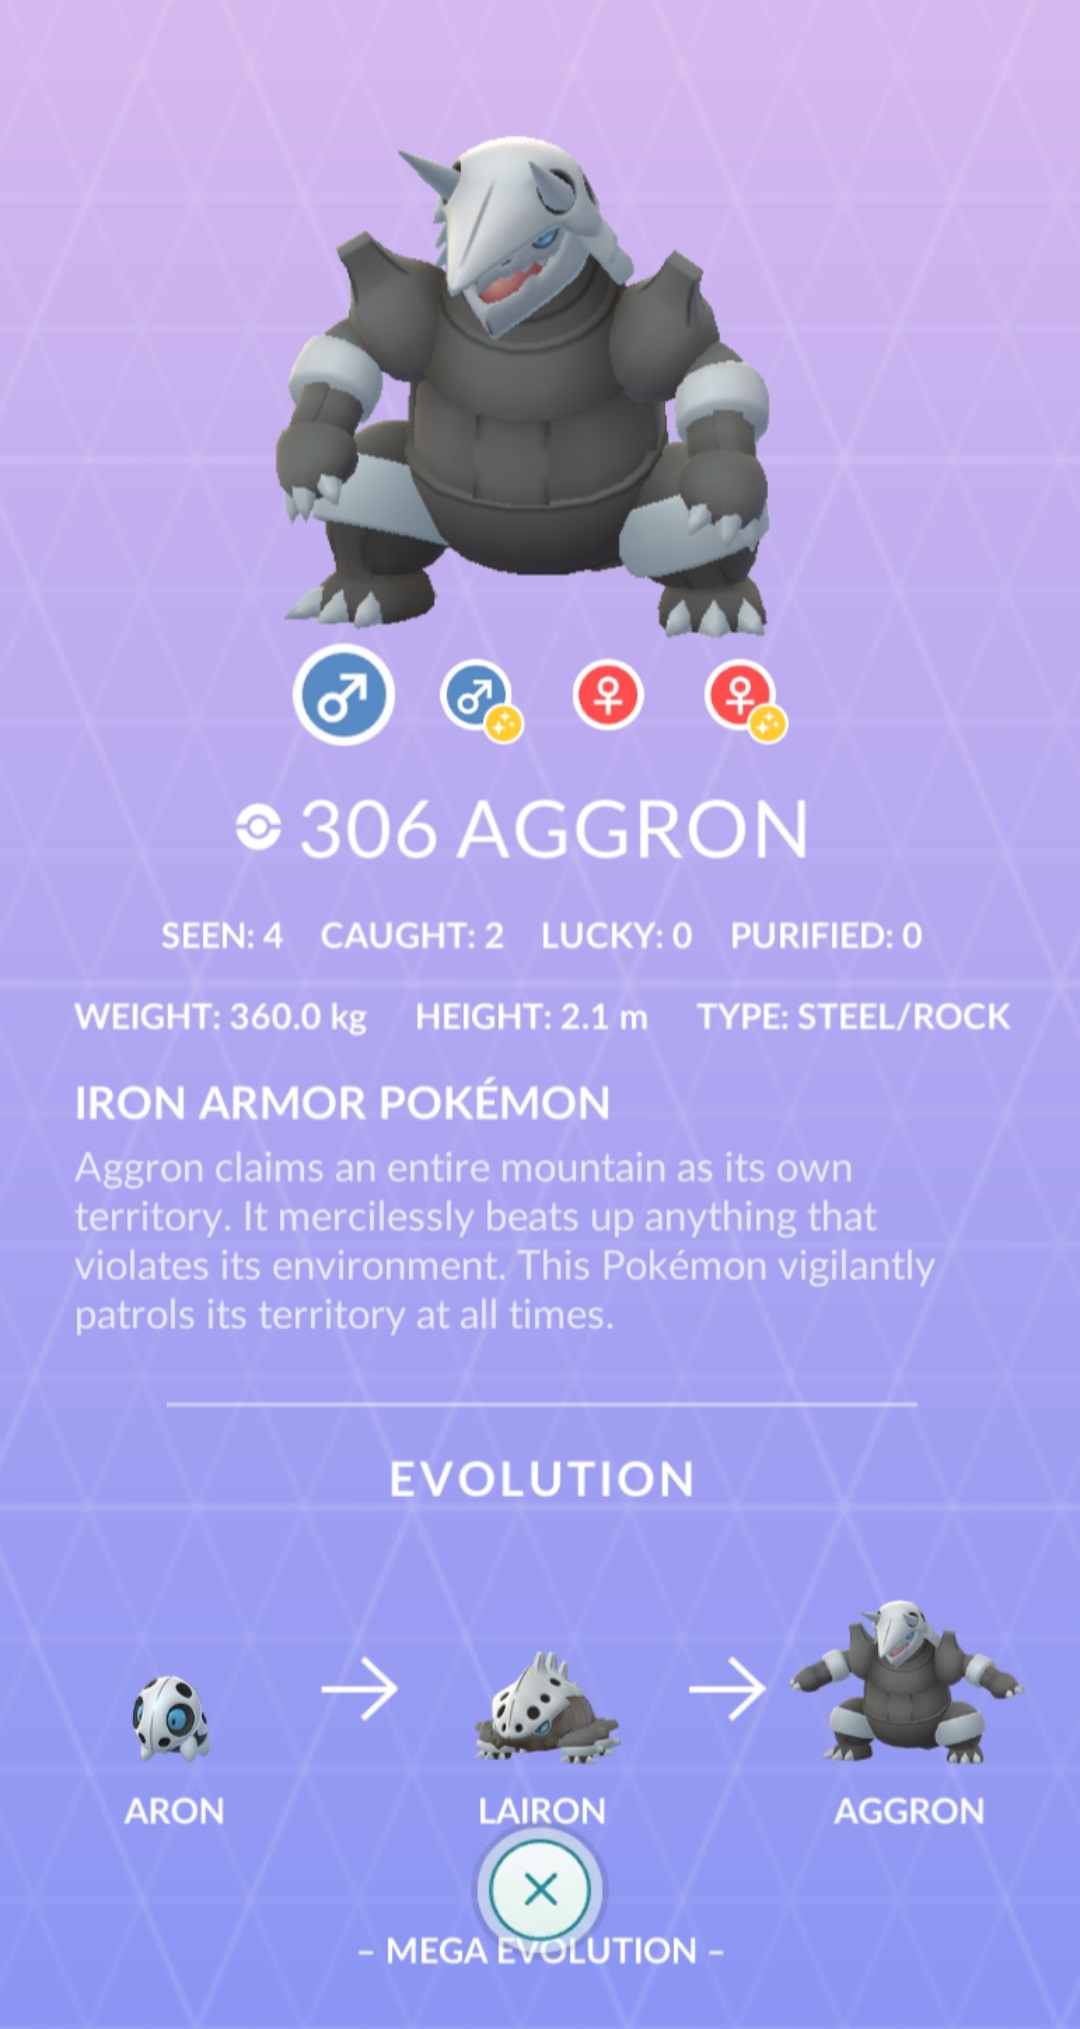 306 AGGRON
SEEN: 4 CAUGHT: 2 LUCKY: 0 PURIFIED: 0
WEIGHT: 360.0 kg HEIGHT: 2.1 m TYPE: STEEL/ROCK
IRON ARMOR POKÉMON
Aggron claims an entire mountain as its own
territory. It mercilessly beats up anything that
violates its environment. This Pokémon vigilantly
patrols its territory at all times.
EVOLUTION
ARON LAIRON AGGRON
– MEGA EVOLUTION –